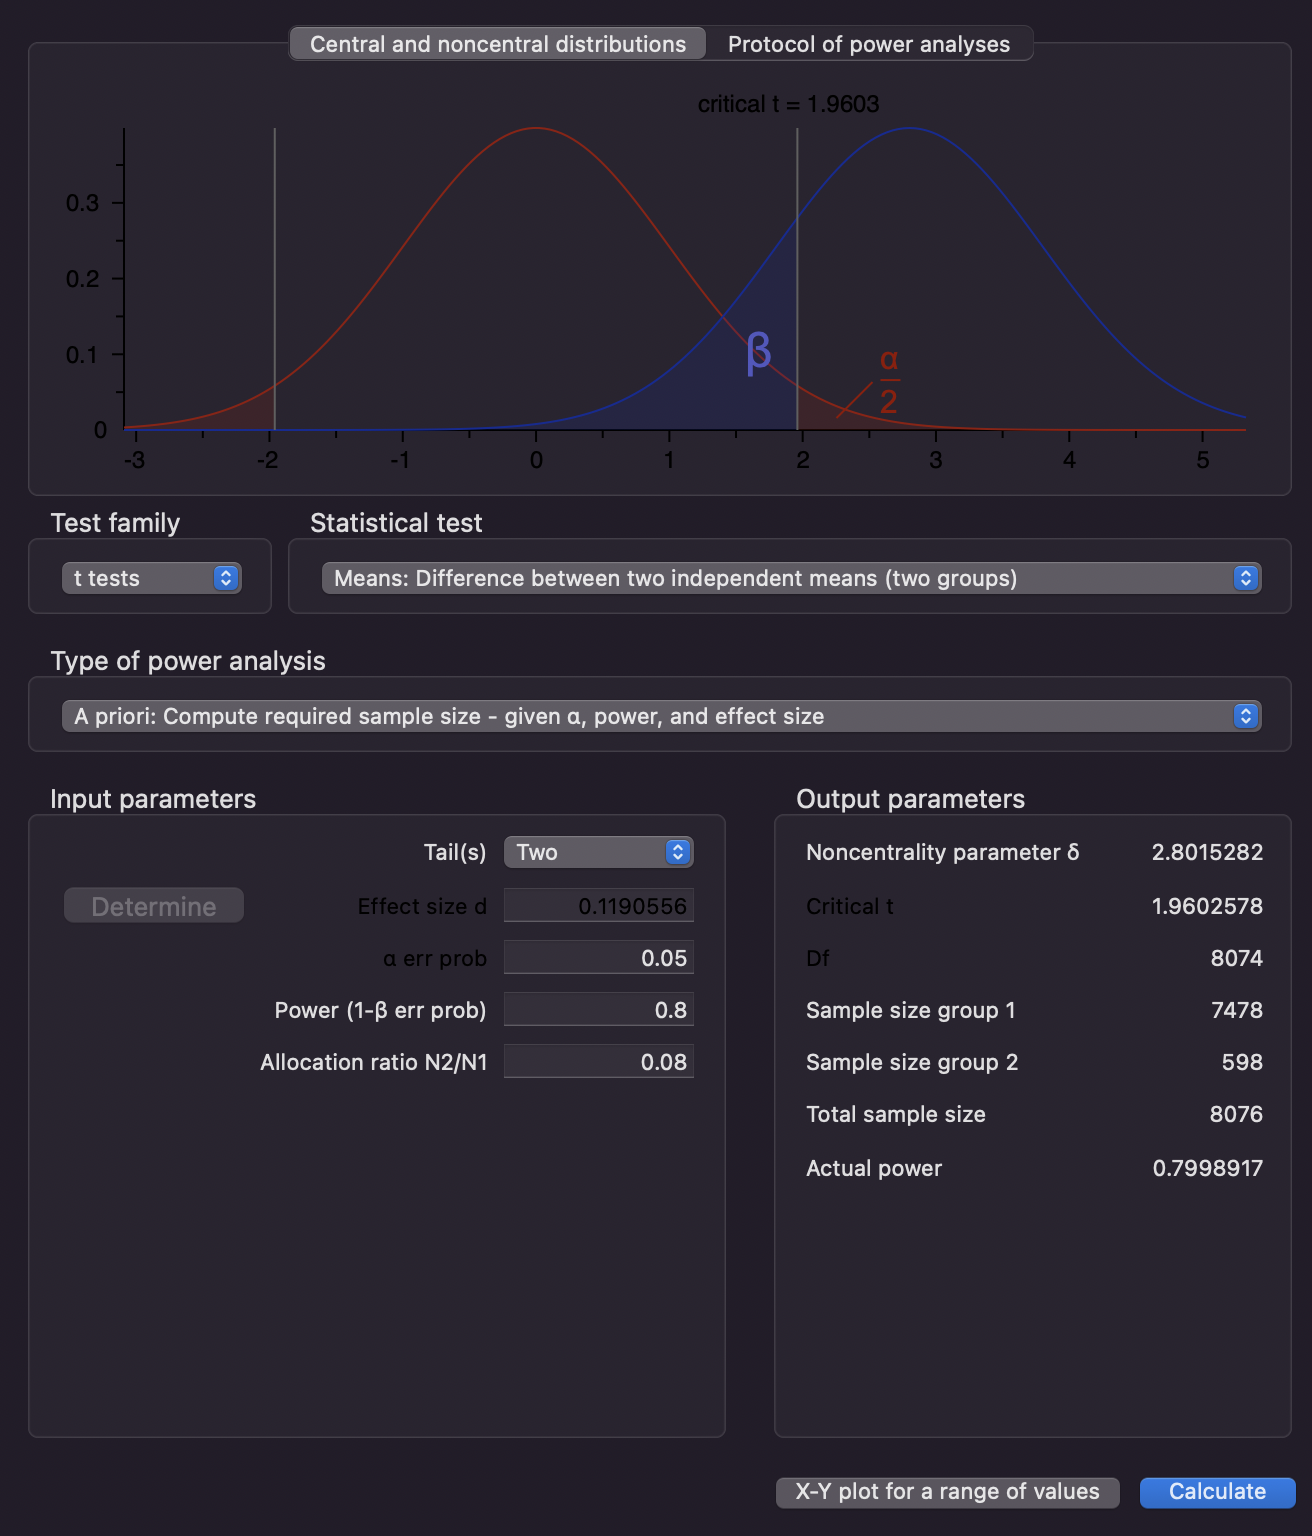 Central and noncentral distributions
Protocol of power analyses
critical t = 1.9603
0.3
0.2
0.1
0
β
α
2
-3 -2 -1 0 1 2 3 4 5
Test family
Statistical test
t tests
Means: Difference between two independent means (two groups)
Type of power analysis
A priori: Compute required sample size - given α, power, and effect size
Input parameters
Tail(s) Two
Determine
Effect size d 0.1190556
α err prob 0.05
Power (1-β err prob) 0.8
Allocation ratio N2/N1 0.08
Output parameters
Noncentrality parameter δ 2.8015282
Critical t 1.9602578
Df 8074
Sample size group 1 7478
Sample size group 2 598
Total sample size 8076
Actual power 0.7998917
X-Y plot for a range of values
Calculate